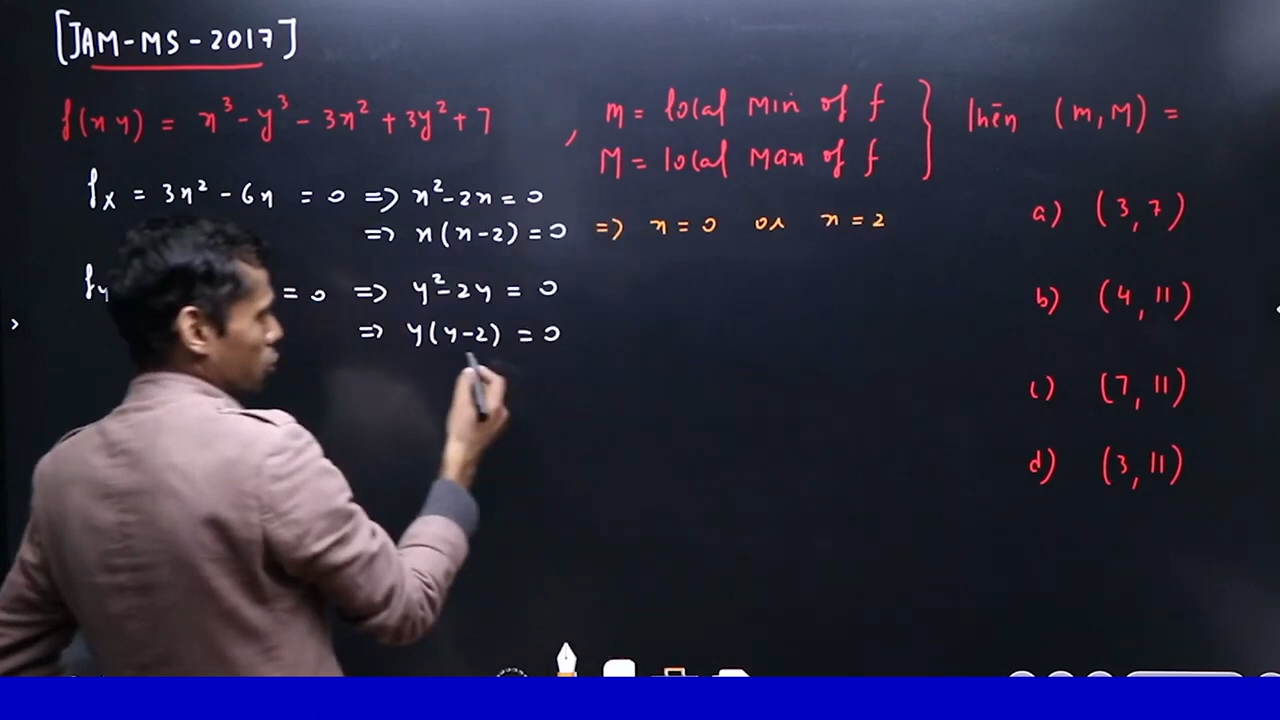 [JAM-MS-2017]
f(x y) = x³ - y³ - 3x² + 3y² + 7 , m = local Min of f
M = local Max of f } Then (m, M) =
fx = 3x² - 6x = 0 => x² - 2x = 0
=> x(x-2) = 0 => x = 0 or x = 2
fy = 0 => y² - 2y = 0
=> y(y-2) = 0
a) (3, 7)
b) (4, 11)
c) (7, 11)
d) (3, 11)